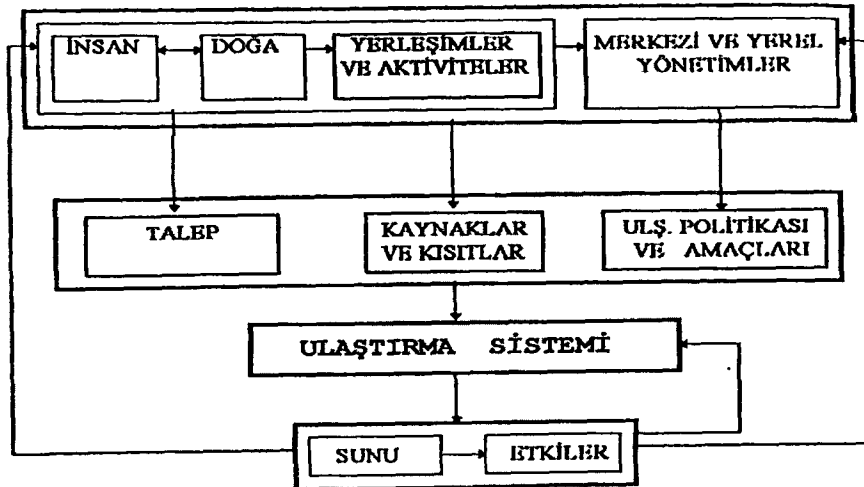 İNSAN
DOĞA
YERLEŞİMLER
VE AKTİVİTELER
MERKEZİ VE YEREL
YÖNETİMLER
TALEP
KAYNAKLAR
VE KISITLAR
ULŞ. POLİTİKASI
VE AMAÇLARI
ULAŞTIRMA SİSTEMİ
SUNU
ETKİLER